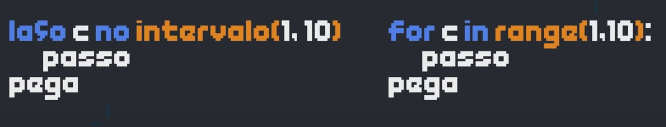 laço c no intervalo(1, 10)
passo
pega
for c in range(1,10):
passo
pega